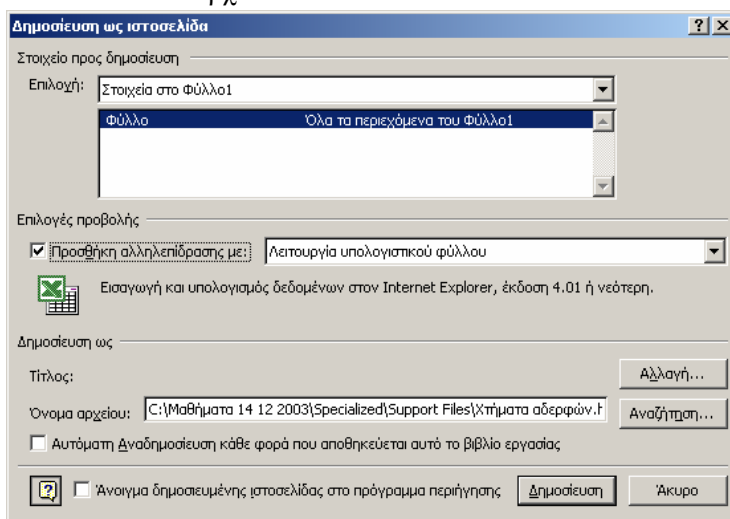 Δημοσίευση ως ιστοσελίδα
Στοιχείο προς δημοσίευση
Επιλογή: Στοιχεία στο Φύλλο1
Φύλλο Όλα τα περιεχόμενα του Φύλλο1
Επιλογές προβολής
Προσθήκη αλληλεπίδρασης με: Λειτουργία υπολογιστικού φύλλου
Εισαγωγή και υπολογισμός δεδομένων στον Internet Explorer, έκδοση 4.01 ή νεότερη.
Δημοσίευση ως
Τίτλος: Αλλαγή...
Όνομα αρχείου: C:\Μαθήματα 14 12 2003\Specialized\Support Files\Χτήματα αδερφών.h Αναζήτηση...
Αυτόματη Αναδημοσίευση κάθε φορά που αποθηκεύεται αυτό το βιβλίο εργασίας
Άνοιγμα δημοσιευμένης ιστοσελίδας στο πρόγραμμα περιήγησης Δημοσίευση Άκυρο